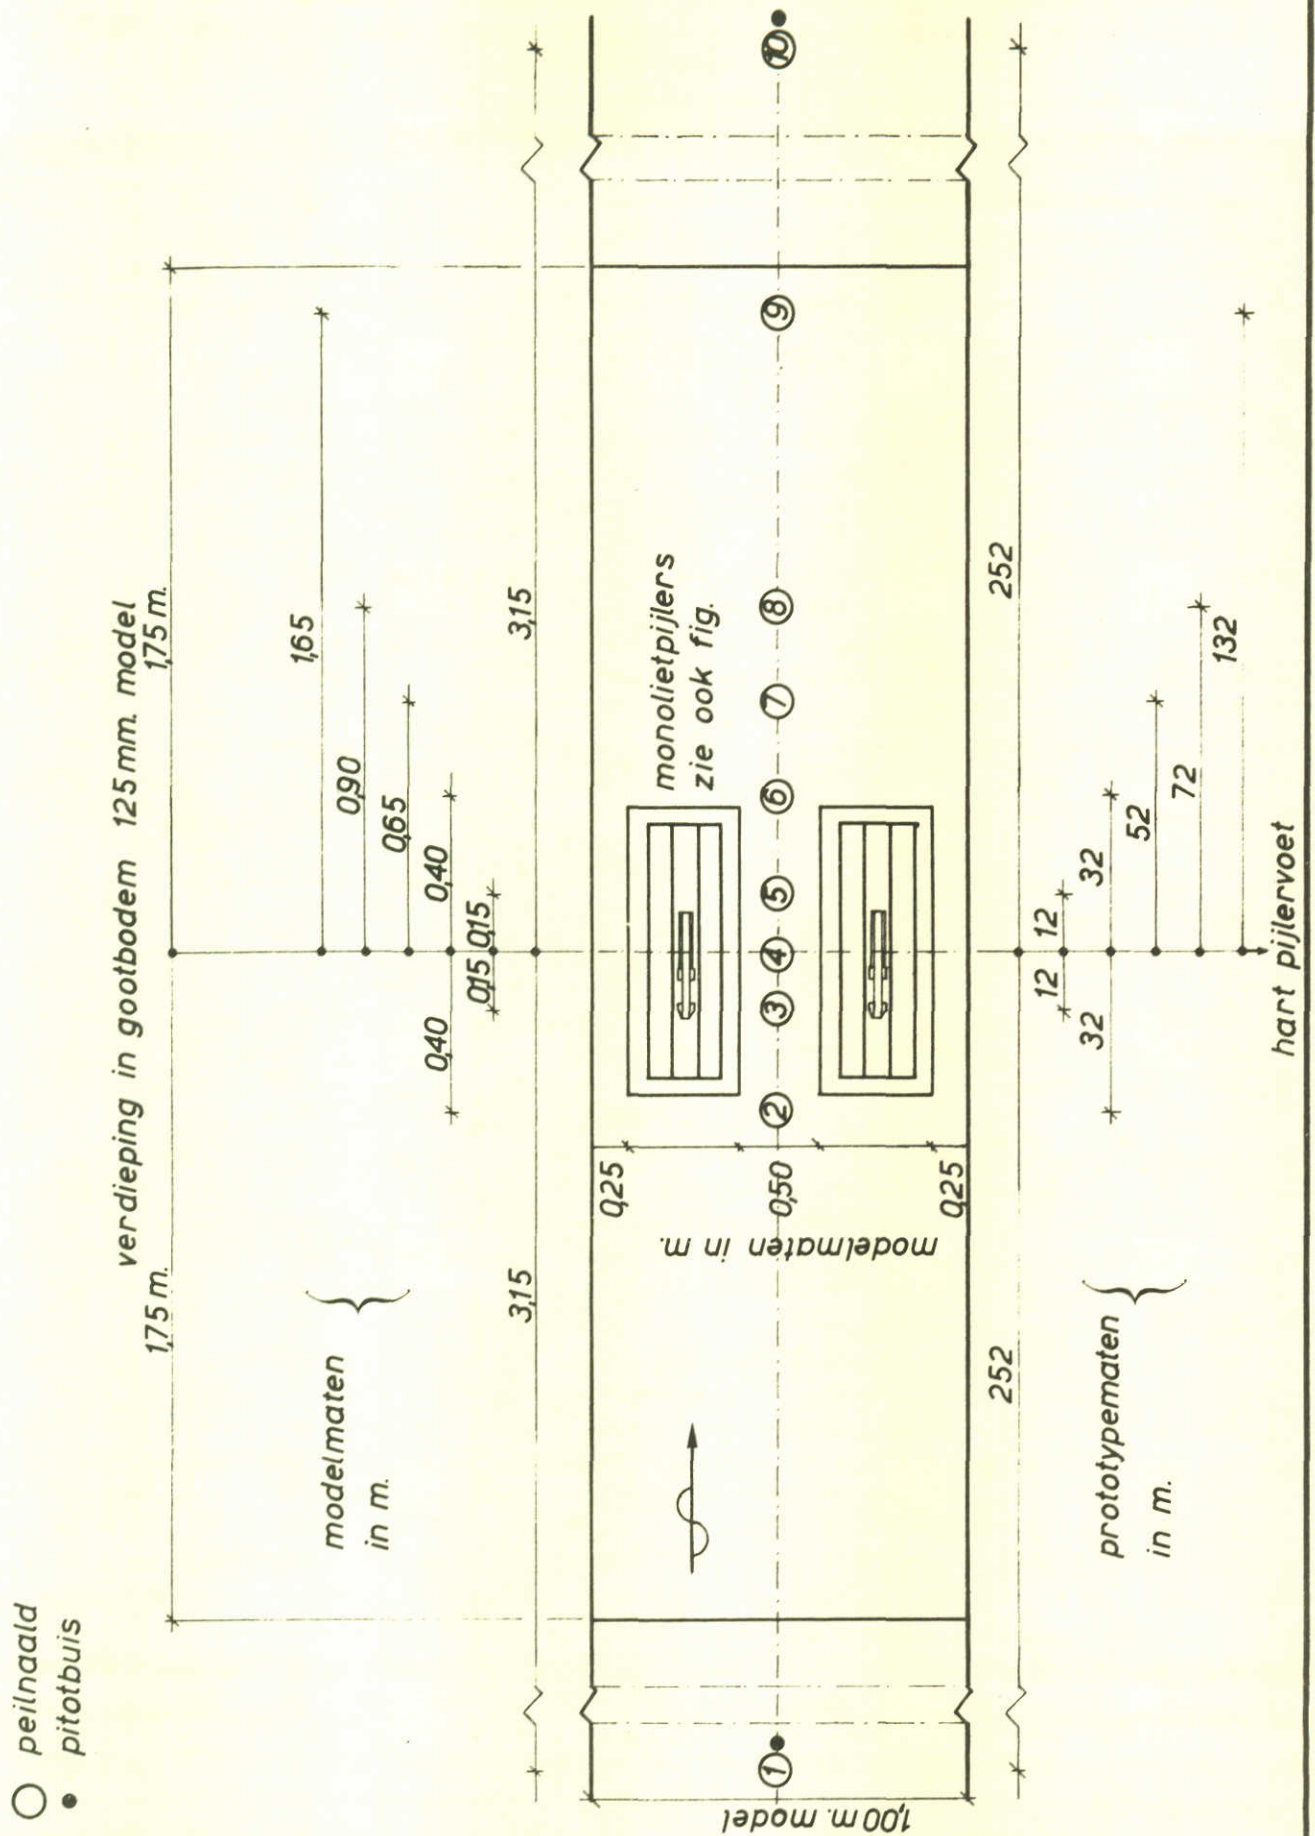 peilnaald
pitotbuis
verdieping in gootbodem 125 mm. model
1,75 m.
1,75 m.
modelmaten
in m.
1,65
0,90
0,65
0,40
0,40
0,15
0,15
3,15
3,15
monolietpijlers
zie ook fig.
1
2
3
4
5
6
7
8
9
10
0,25
0,50
0,25
modelmaten in m.
1,00 m. model
252
252
prototypematen
in m.
12
12
32
32
52
72
132
hart pijlervoet